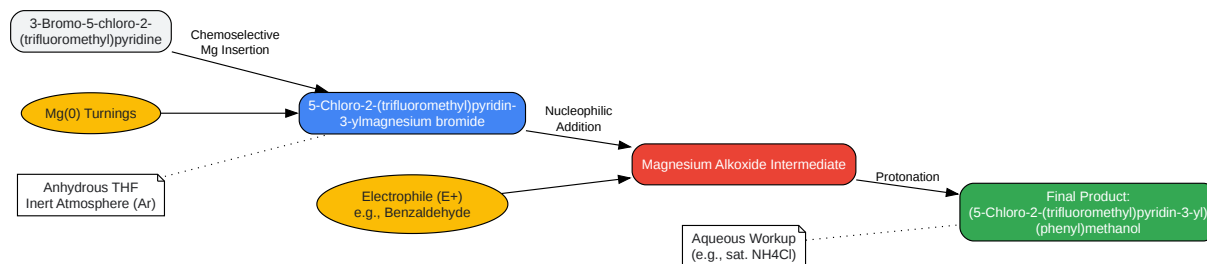 3-Bromo-5-chloro-2-
(trifluoromethyl)pyridine
Chemoselective
Mg Insertion
Mg(0) Turnings
5-Chloro-2-(trifluoromethyl)pyridin-
3-ylmagnesium bromide
Nucleophilic
Addition
Anhydrous THF
Inert Atmosphere (Ar)
Electrophile (E+)
e.g., Benzaldehyde
Magnesium Alkoxide Intermediate
Protonation
Aqueous Workup
(e.g., sat. NH4Cl)
Final Product:
(5-Chloro-2-(trifluoromethyl)pyridin-3-yl)
(phenyl)methanol